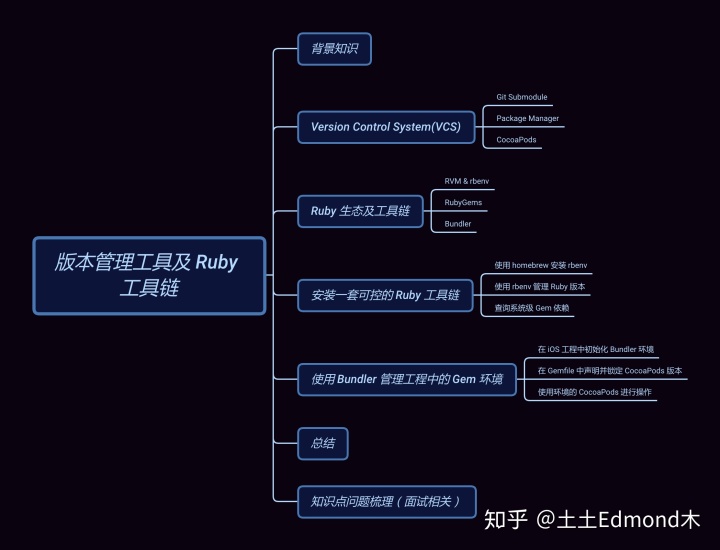 版本管理工具及 Ruby
工具链
背景知识
Version Control System(VCS)
Git Submodule
Package Manager
CocoaPods
Ruby 生态及工具链
RVM & rbenv
RubyGems
Bundler
安装一套可控的 Ruby 工具链
使用 homebrew 安装 rbenv
使用 rbenv 管理 Ruby 版本
查询系统级 Gem 依赖
使用 Bundler 管理工程中的 Gem 环境
在 iOS 工程中初始化 Bundler 环境
在 Gemfile 中声明并锁定 CocoaPods 版本
使用环境的 CocoaPods 进行操作
总结
知识点问题梳理（面试相关）
知乎 @土土Edmond木